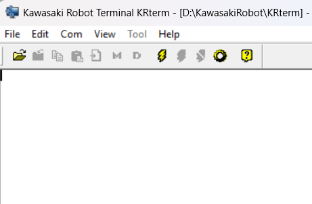 Kawasaki Robot Terminal KRterm - [D:\KawasakiRobot\KRterm] -
File Edit Com View Tool Help
M D ?